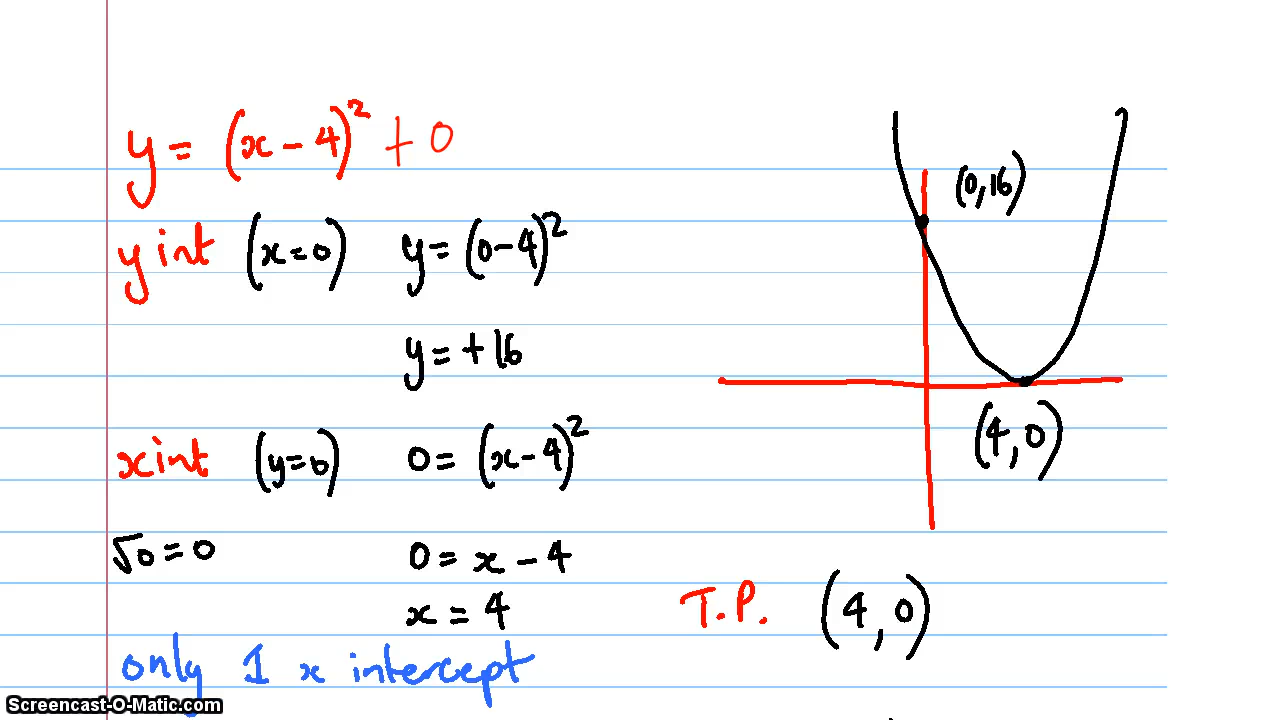 y = (x - 4)² + 0
y int (x = 0) y = (0 - 4)²
y = + 16
x int (y = 0) 0 = (x - 4)²
√0 = 0 0 = x - 4
x = 4
only 1 x intercept
(0, 16)
(4, 0)
T.P. (4, 0)
Screencast-O-Matic.com